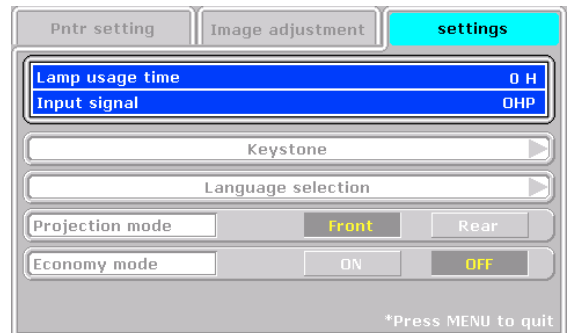 Pntr setting Image adjustment settings
Lamp usage time 0 H
Input signal OHP
Keystone
Language selection
Projection mode Front Rear
Economy mode ON OFF
*Press MENU to quit